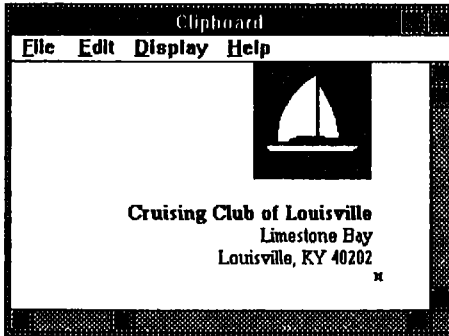 Clipboard
File Edit Display Help
Cruising Club of Louisville
Limestone Bay
Louisville, KY 40202
¤